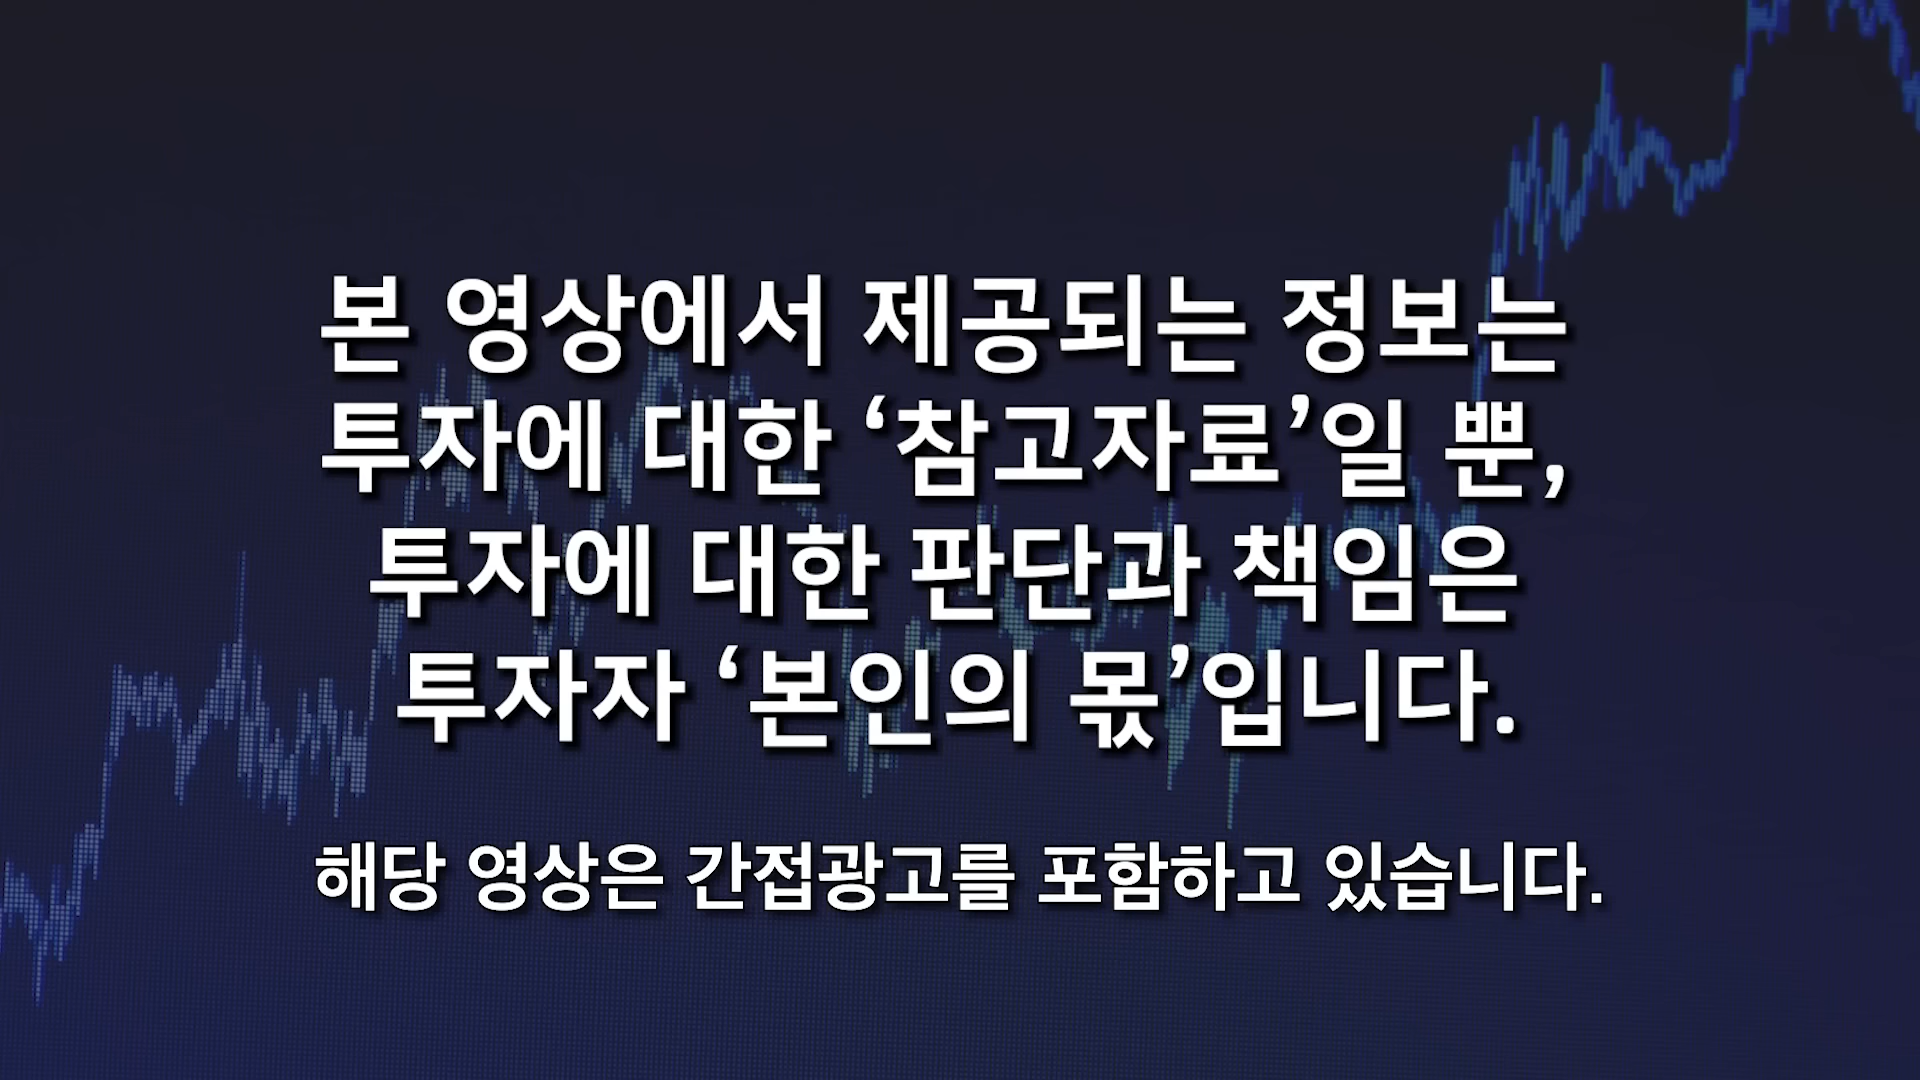 본 영상에서 제공되는 정보는
투자에 대한 ‘참고자료’일 뿐,
투자에 대한 판단과 책임은
투자자 ‘본인의 몫’입니다.
해당 영상은 간접광고를 포함하고 있습니다.